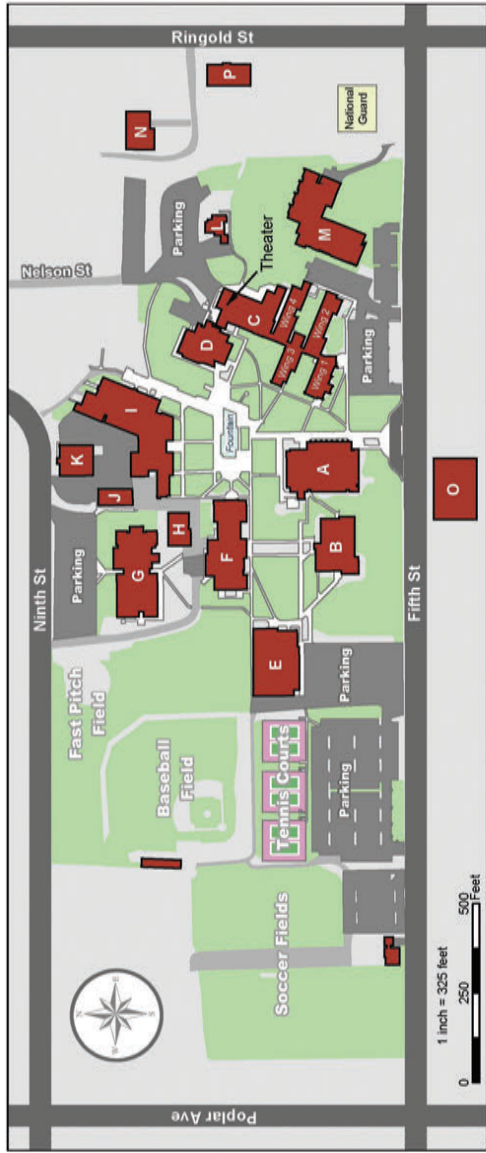 Ringold St
P
N
National
Guard
Parking
L
Theater
M
Nelson St
D
C
Wing 4
Wing 2
Wing 3
Wing 1
Parking
I
K
J
Fountain
A
O
H
F
B
G
Parking
Ninth St
Fifth St
E
Parking
Fast Pitch
Field
Baseball
Field
Tennis Courts
Parking
Soccer Fields
1 inch = 325 feet
0
250
500
Feet
N
E
S
W
Poplar Ave